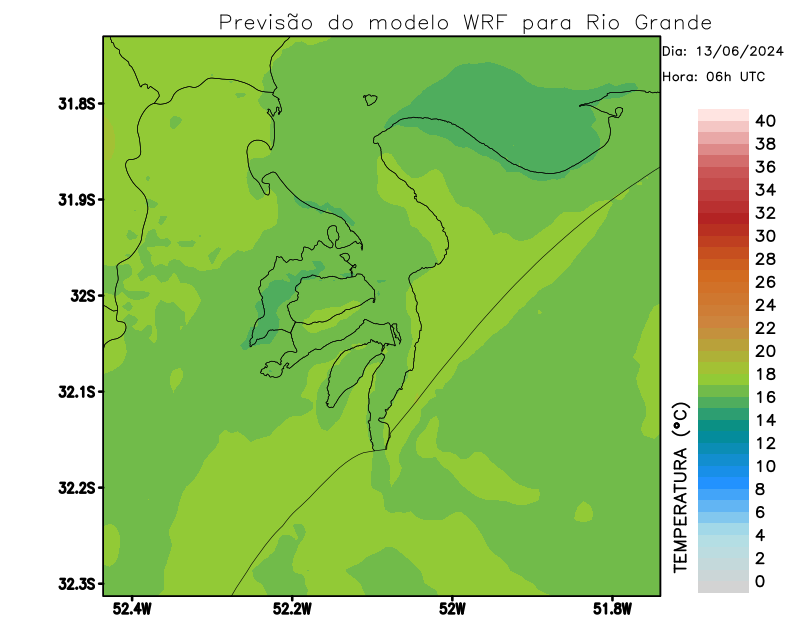 Previsão do modelo WRF para Rio Grande
Dia: 13/06/2024
Hora: 06h UTC
31.8S
31.9S
32S
32.1S
32.2S
32.3S
52.4W
52.2W
52W
51.8W
40
38
36
34
32
30
28
26
24
22
20
18
16
14
12
10
8
6
4
2
0
TEMPERATURA (°C)